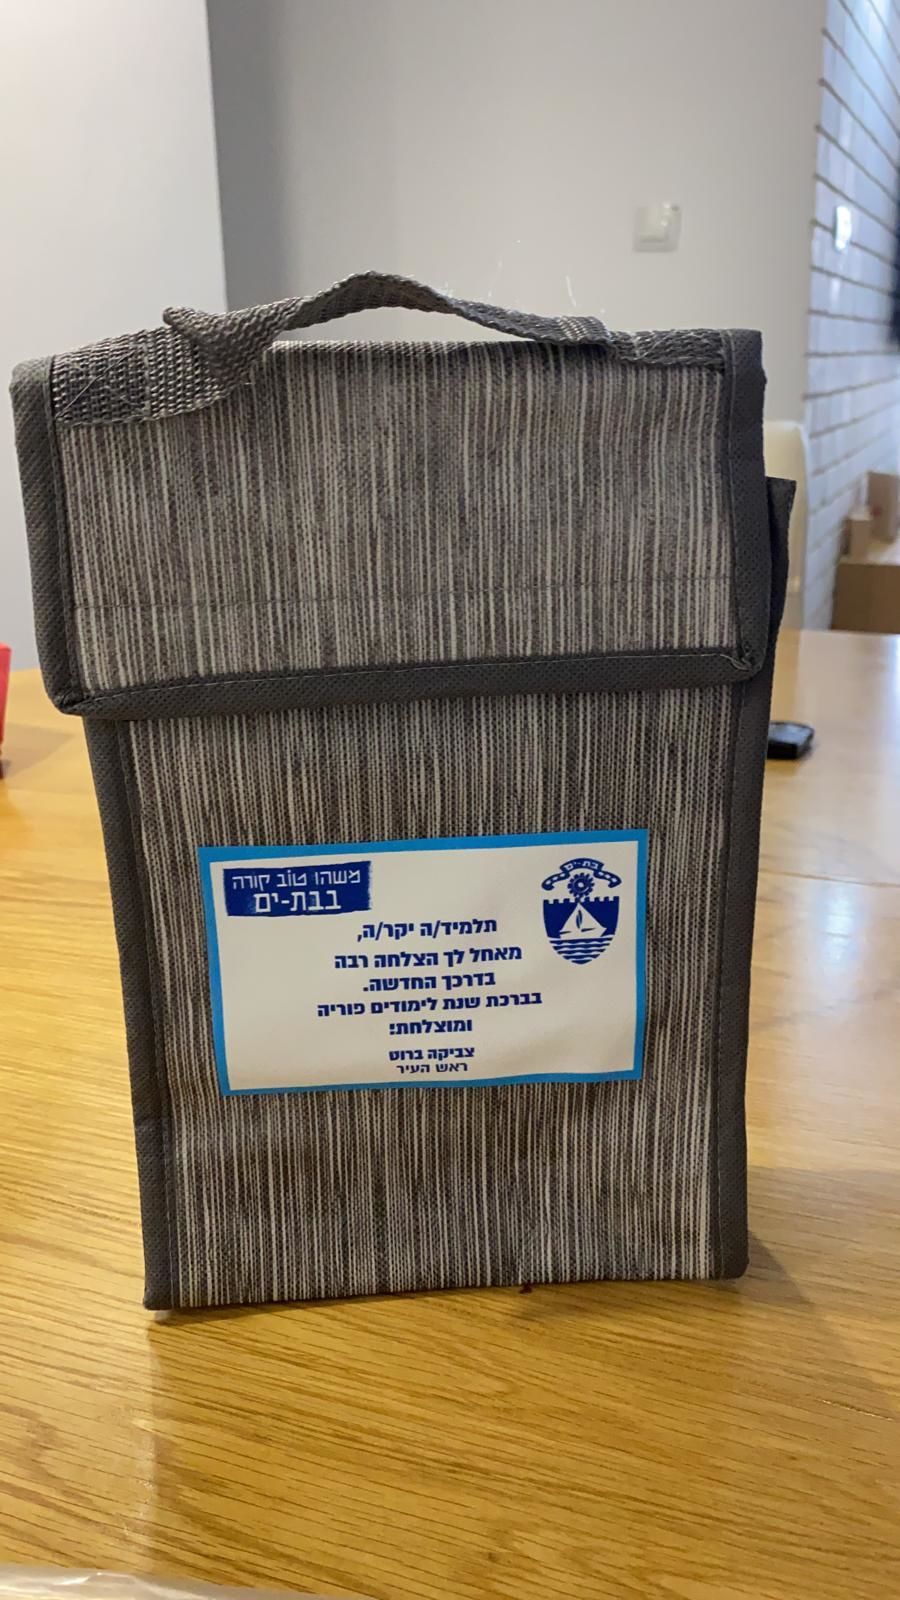 משהו טוב קורה
בבת-ים
בת-ים
תלמיד/ה יקר/ה,
מאחל לך הצלחה רבה
בדרכך החדשה.
בברכת שנת לימודים פוריה
ומוצלחת!
צביקה ברוט
ראש העיר